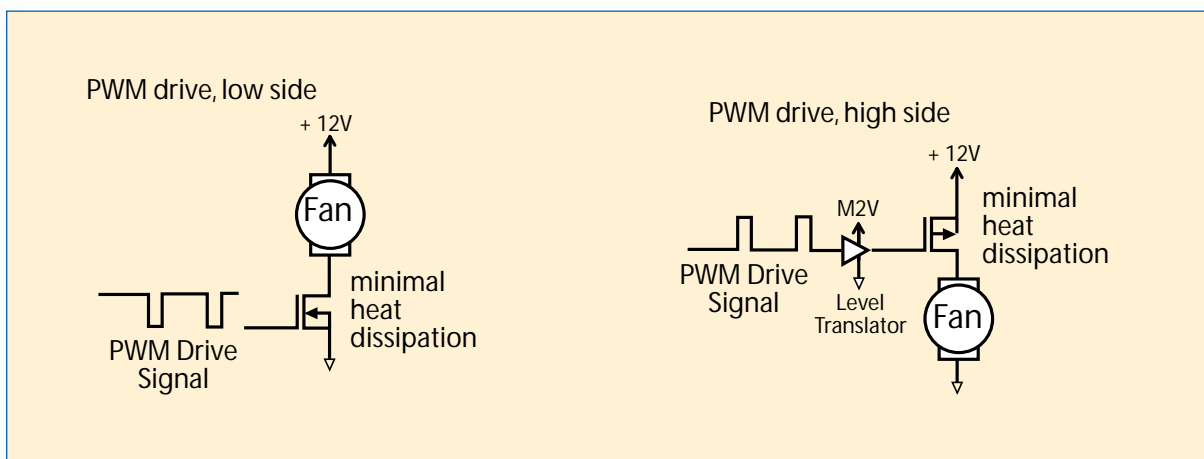 PWM drive, low side
+ 12V
Fan
minimal
heat
dissipation
PWM Drive
Signal
PWM drive, high side
+ 12V
minimal
heat
dissipation
M2V
PWM Drive
Signal
Level
Translator
Fan